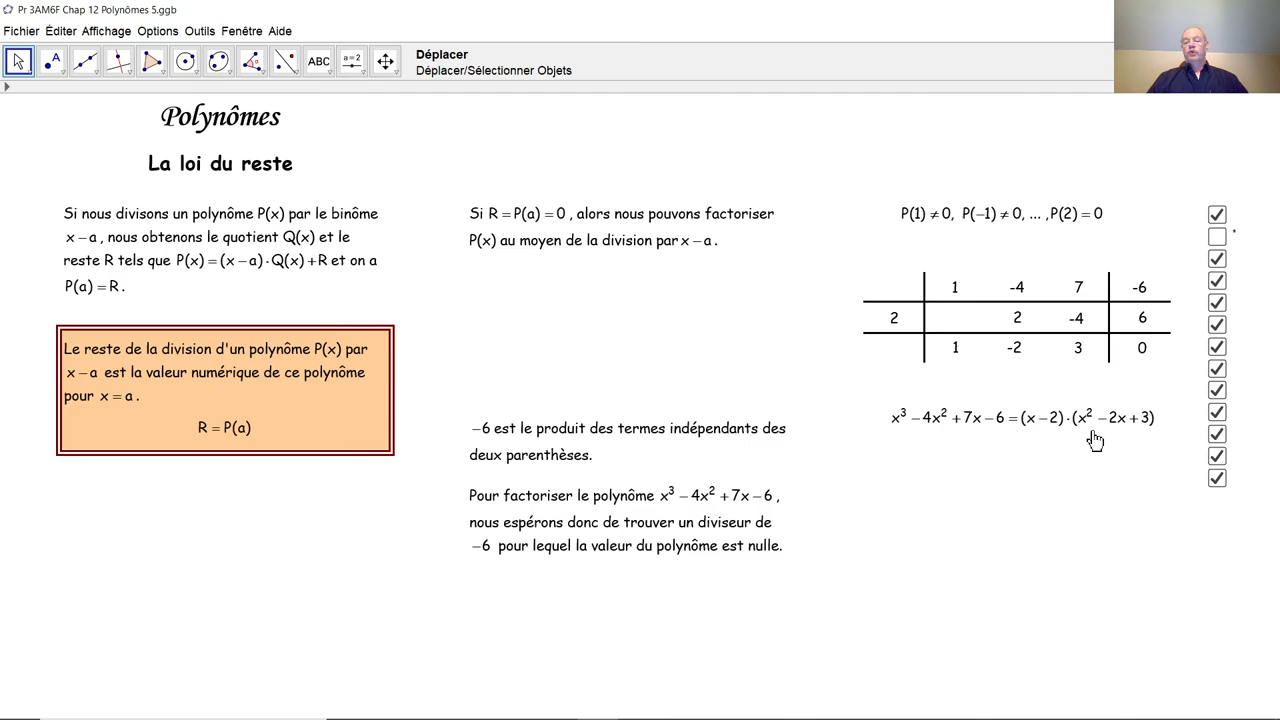 Pr 3AM6F Chap 12 Polynômes 5.ggb
Fichier Éditer Affichage Options Outils Fenêtre Aide
A
ABC
a=2
Déplacer
Déplacer/Sélectionner Objets
Polynômes
La loi du reste
Si nous divisons un polynôme P(x) par le binôme
x−a, nous obtenons le quotient Q(x) et le
reste R tels que P(x)=(x−a)·Q(x)+R et on a
P(a)=R.
Le reste de la division d'un polynôme P(x) par
x−a est la valeur numérique de ce polynôme
pour x=a.
R=P(a)
Si R=P(a)=0, alors nous pouvons factoriser
P(x) au moyen de la division par x−a.
−6 est le produit des termes indépendants des
deux parenthèses.
Pour factoriser le polynôme x³−4x²+7x−6,
nous espérons donc de trouver un diviseur de
−6 pour lequel la valeur du polynôme est nulle.
P(1)≠0, P(−1)≠0, ... ,P(2)=0
1 -4 7 -6
2 2 -4 6
1 -2 3 0
x³−4x²+7x−6=(x−2)·(x²−2x+3)